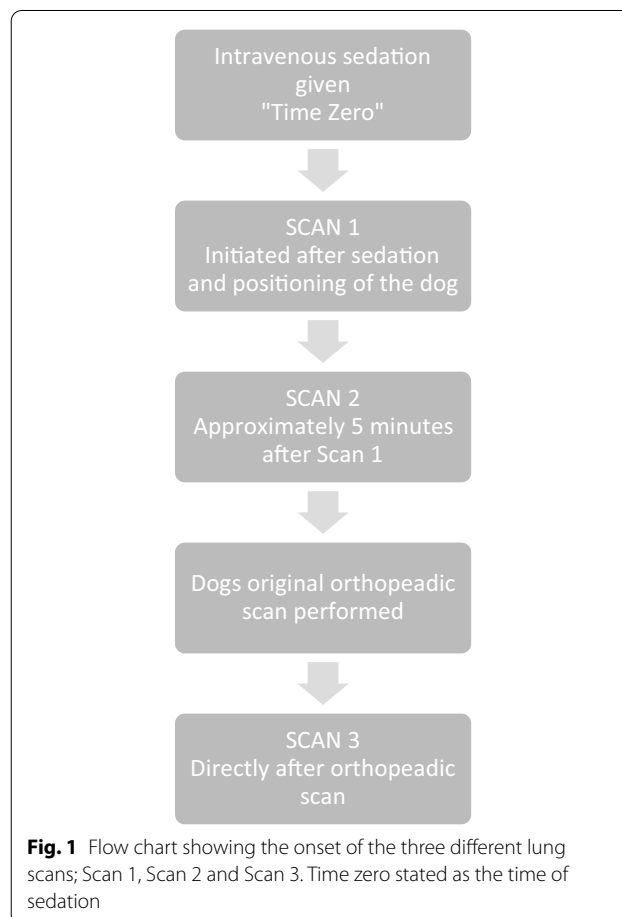 Intravenous sedation
given
"Time Zero"
SCAN 1
Initiated after sedation
and positioning of the dog
SCAN 2
Approximately 5 minutes
after Scan 1
Dogs original orthopeadic
scan performed
SCAN 3
Directly after orthopeadic
scan
Fig. 1 Flow chart showing the onset of the three different lung
scans; Scan 1, Scan 2 and Scan 3. Time zero stated as the time of
sedation